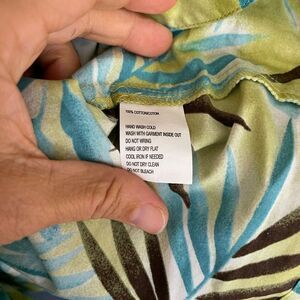 100% COTTON/COTON
HAND WASH COLD
WASH WITH GARMENT INSIDE OUT
DO NOT WRING
HANG OR DRY FLAT
COOL IRON IF NEEDED
DO NOT DRY CLEAN
DO NOT BLEACH